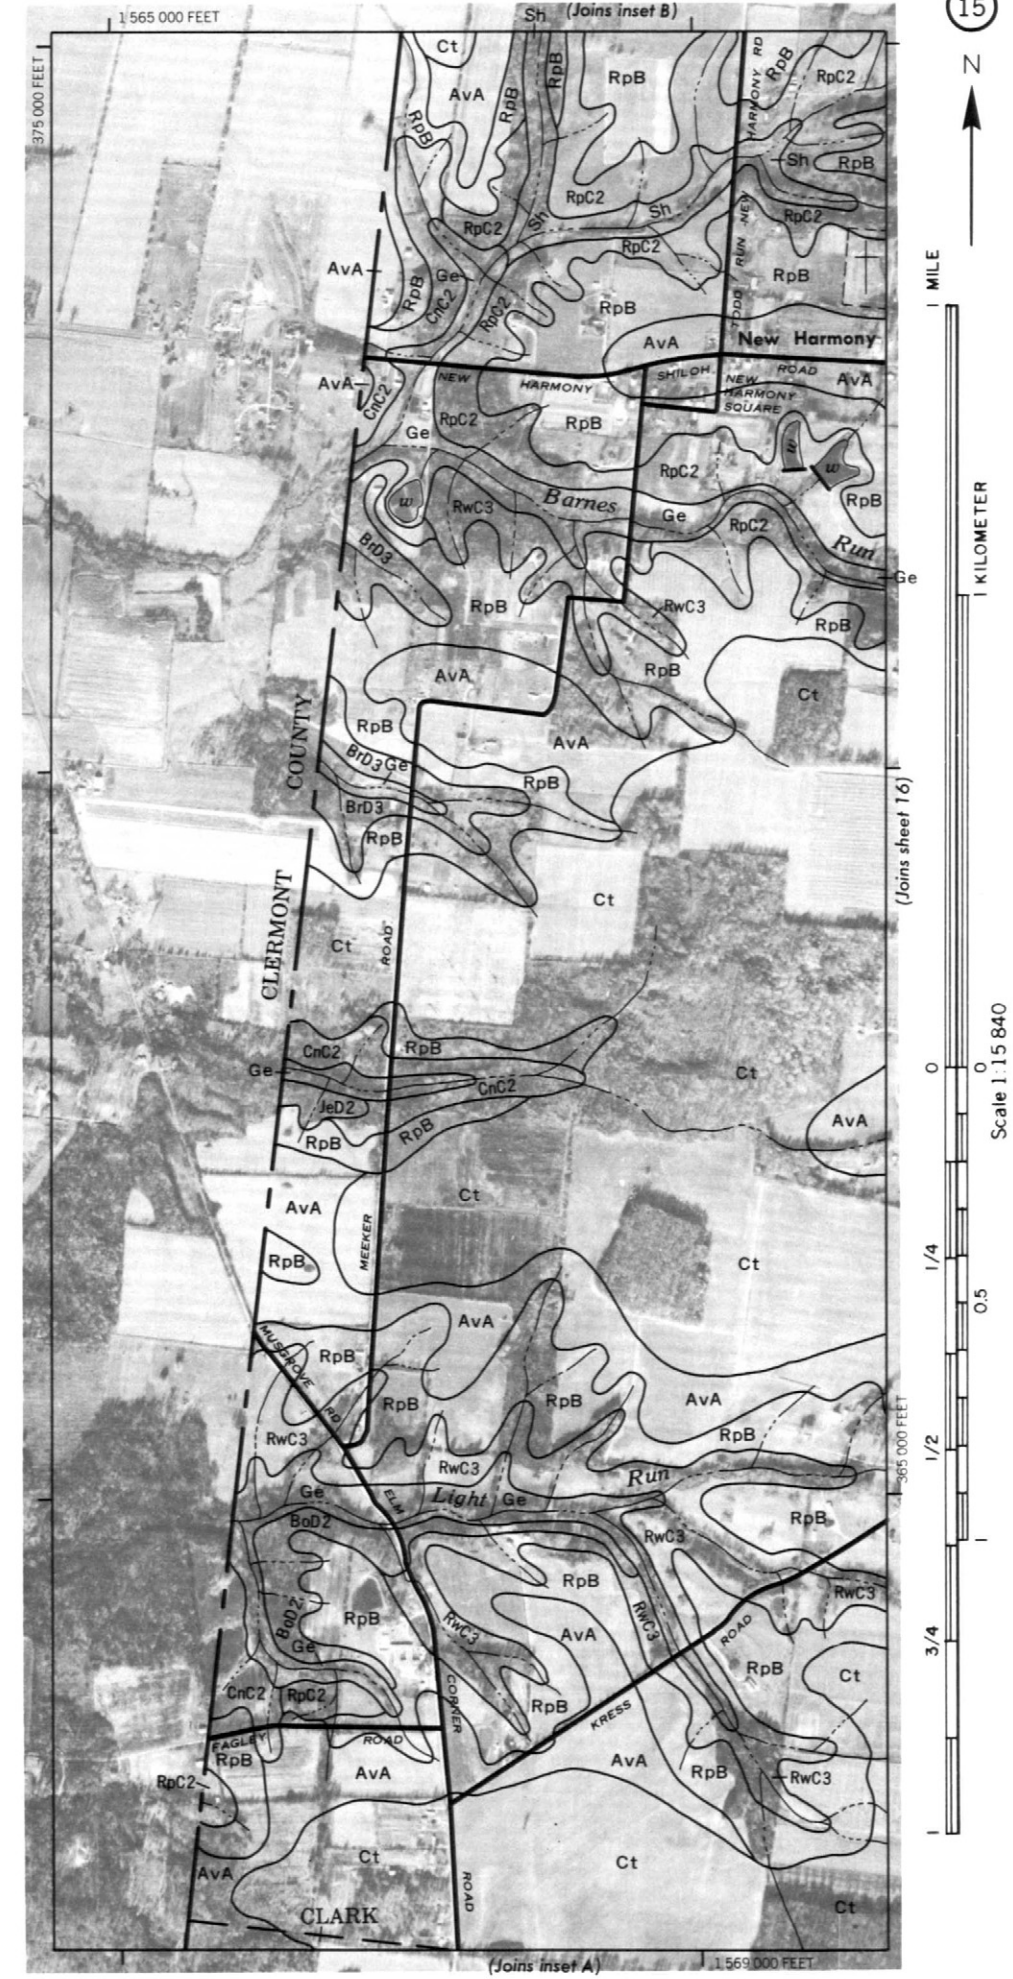 1 565 000 FEET
Sh
(Joins inset B)
15
N
375 000 FEET
Ct
AvA
RpB
RpB
RpB
RpB
HARMONY RD
RpB
RpC2
Sh
RpB
RpC2
RpC2
Sh
Sh
RpC2
RpC2
AvA
RpB
Ge
CnC2
RpC2
RpB
TODD RUN - NEW
RpB
AvA
New Harmony
AvA
CnC2
NEW HARMONY
SHILOH ROAD
NEW HARMONY SQUARE
AvA
RpC2
RpB
Ge
RpC2
w
w
RpB
w
RwC3
Barnes
Ge
RpC2
Run
Ge
BrD3
RpB
RwC3
RpB
RpB
AvA
Ct
RpB
AvA
COUNTY
BrD3
Ge
RpB
BrD3
RpB
(Joins sheet 16)
CLERMONT
Ct
Ct
ROAD
CnC2
RpB
Ge
CnC2
Ct
JeD2
RpB
RpB
AvA
AvA
Ct
MEEKER
RpB
Ct
AvA
MUSGROVE RD
RpB
RpB
RpB
AvA
RpB
RwC3
RwC3
Run
365 000 FEET
Ge
ELM
Light
Ge
BoD2
RpB
RwC3
RpB
RwC3
BoD2
RpB
RwC3
AvA
RwC3
ROAD
Ge
RpB
Ct
CnC2
RpC2
CORNER
RpB
KRESS
FAGLEY ROAD
RpB
AvA
AvA
RpB
RwC3
RpC2
Ct
Ct
AvA
ROAD
Ct
CLARK
(Joins inset A)
1 569 000 FEET
1 MILE
1 KILOMETER
0
0
Scale 1:15 840
1/4
0.5
1/2
1
3/4
1